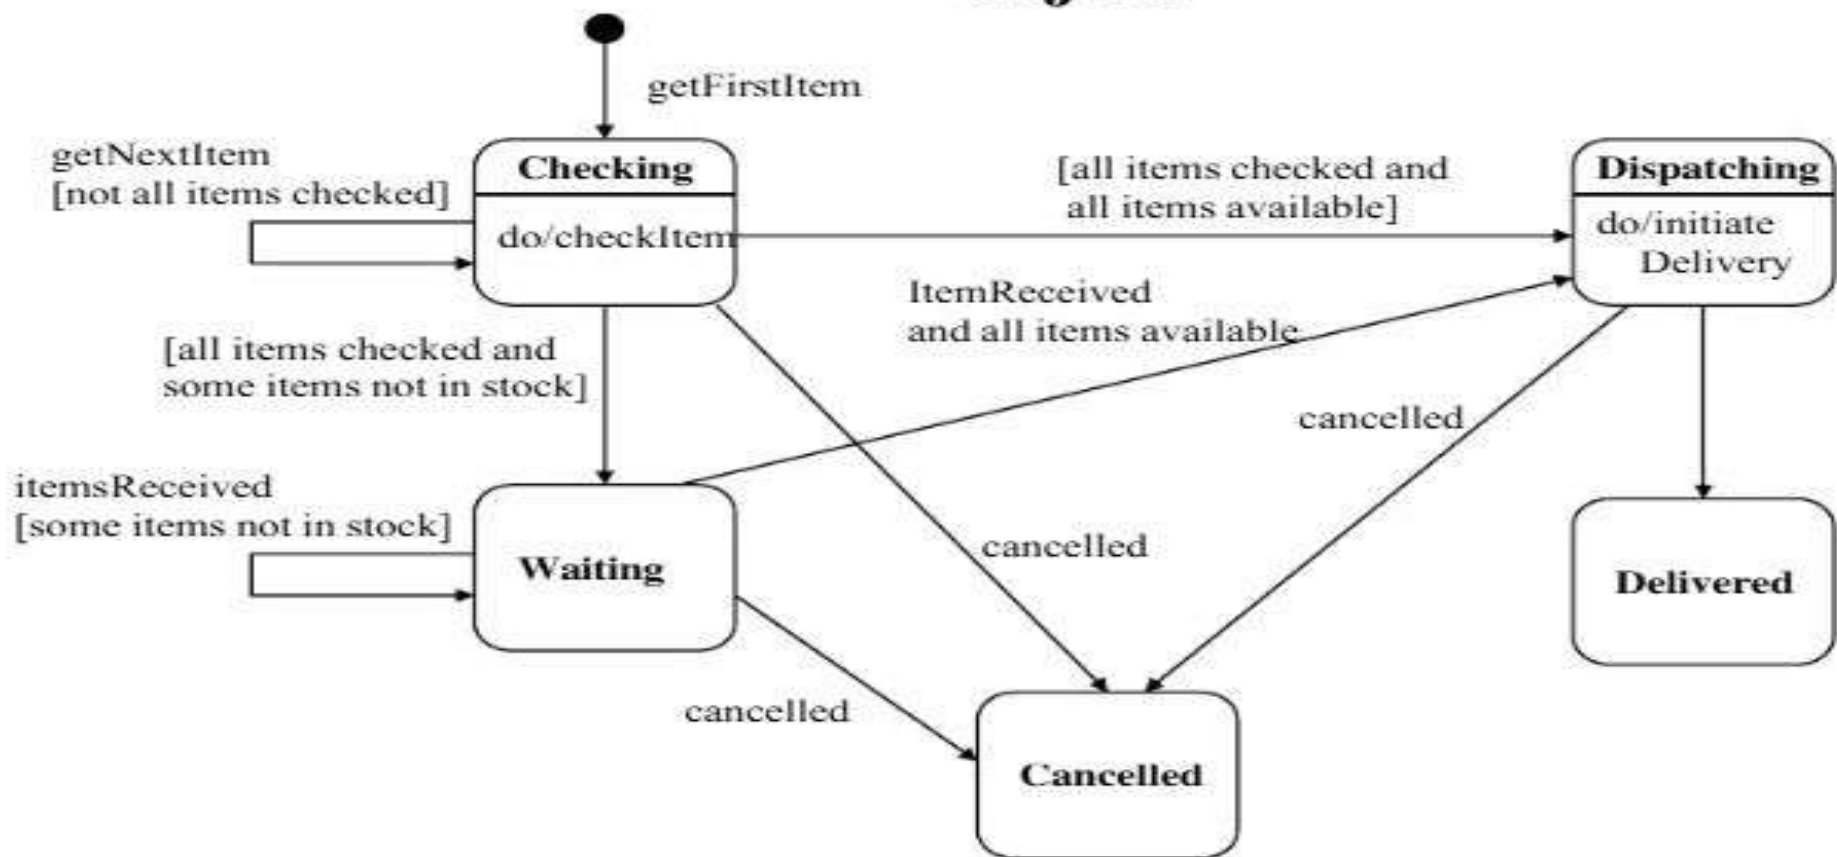 getFirstItem
getNextItem
[not all items checked]
Checking
do/checkItem
[all items checked and
all items available]
Dispatching
do/initiate
Delivery
ItemReceived
and all items available
[all items checked and
some items not in stock]
cancelled
itemsReceived
[some items not in stock]
Waiting
cancelled
Delivered
cancelled
Cancelled